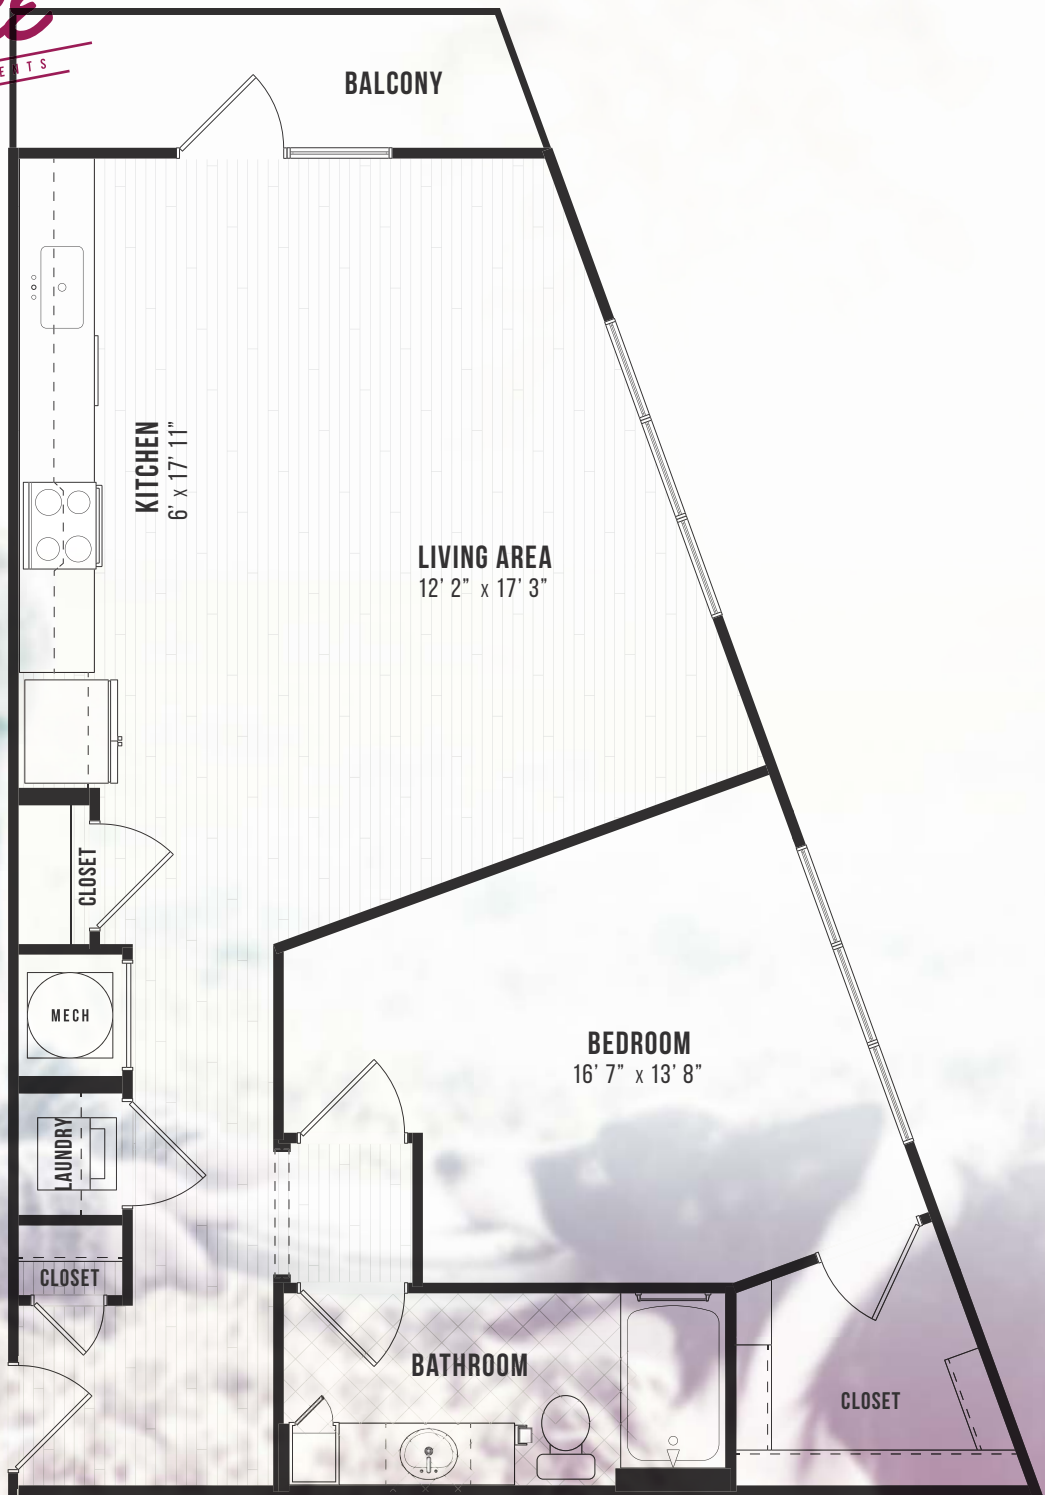 ENTS
BALCONY
KITCHEN
6’ x 17’ 11”
LIVING AREA
12’ 2” x 17’ 3”
CLOSET
MECH
BEDROOM
16’ 7” x 13’ 8”
LAUNDRY
CLOSET
BATHROOM
CLOSET